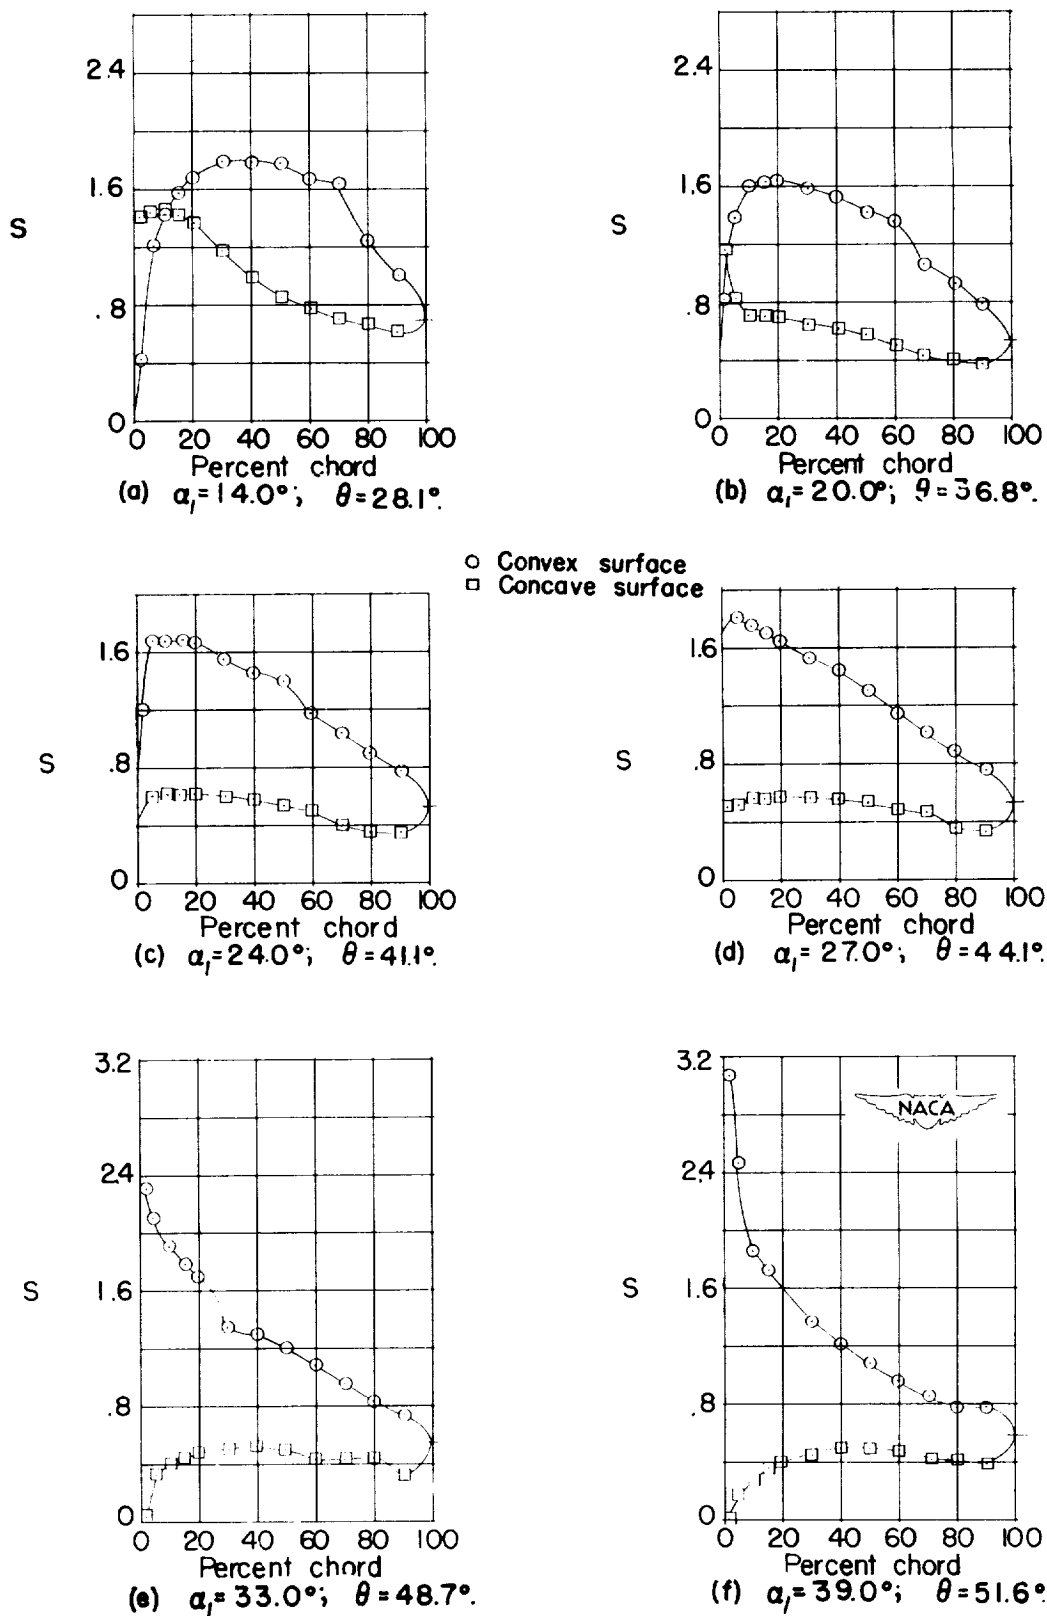 2.4
1.6
S
.8
0
0 20 40 60 80 100
Percent chord
(a) α₁=14.0°; θ=28.1°.
2.4
1.6
S
.8
0
0 20 40 60 80 100
Percent chord
(b) α₁=20.0°; θ=36.8°.
Convex surface
Concave surface
1.6
.8
S
0
0 20 40 60 80 100
Percent chord
(c) α₁=24.0°; θ=41.1°.
1.6
.8
S
0
0 20 40 60 80 100
Percent chord
(d) α₁=27.0°; θ=44.1°.
3.2
2.4
1.6
S
.8
0
0 20 40 60 80 100
Percent chord
(e) α₁=33.0°; θ=48.7°.
3.2
NACA
2.4
1.6
S
.8
0
0 20 40 60 80 100
Percent chord
(f) α₁=39.0°; θ=51.6°